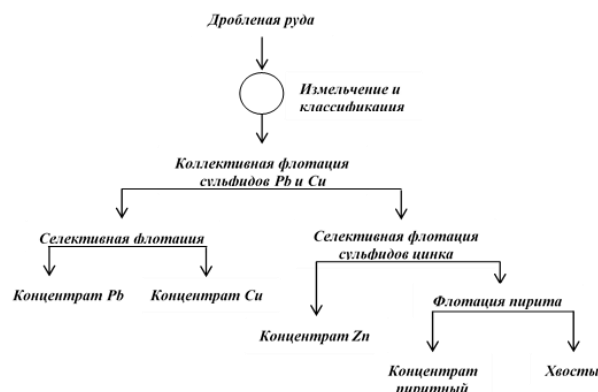 Дробленая руда
Измельчение и
классификация
Коллективная флотация
сульфидов Pb и Cu
Селективная флотация
Селективная флотация
сульфидов цинка
Концентрат Pb
Концентрат Cu
Флотация пирита
Концентрат Zn
Концентрат
пиритный
Хвосты